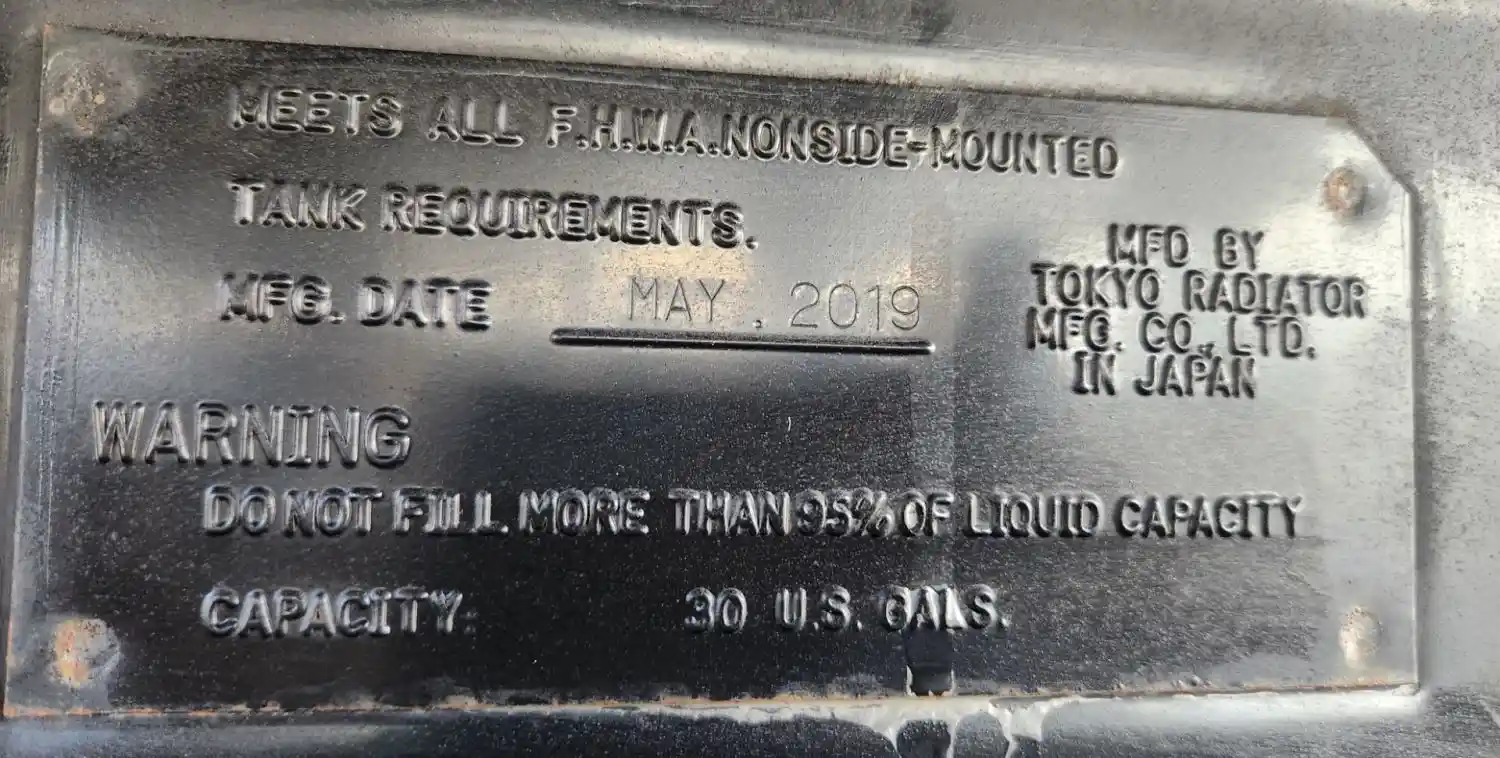 MEETS ALL F.H.W.A.NONSIDE-MOUNTED
TANK REQUIREMENTS.
MFG. DATE MAY . 2019
MFD BY
TOKYO RADIATOR
MFG. CO., LTD.
IN JAPAN
WARNING
DO NOT FILL MORE THAN 95% OF LIQUID CAPACITY
CAPACITY: 30 U.S. GALS.